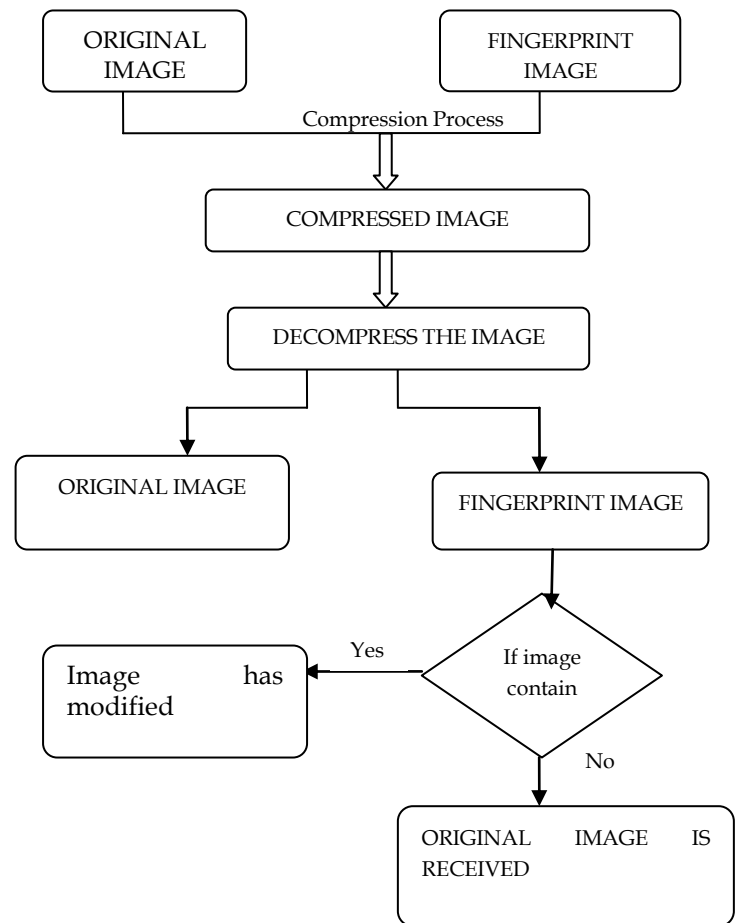 ORIGINAL
IMAGE
FINGERPRINT
IMAGE
Compression Process
COMPRESSED IMAGE
DECOMPRESS THE IMAGE
ORIGINAL IMAGE
FINGERPRINT IMAGE
Yes
If image
contain
Image has
modified
No
ORIGINAL IMAGE IS
RECEIVED